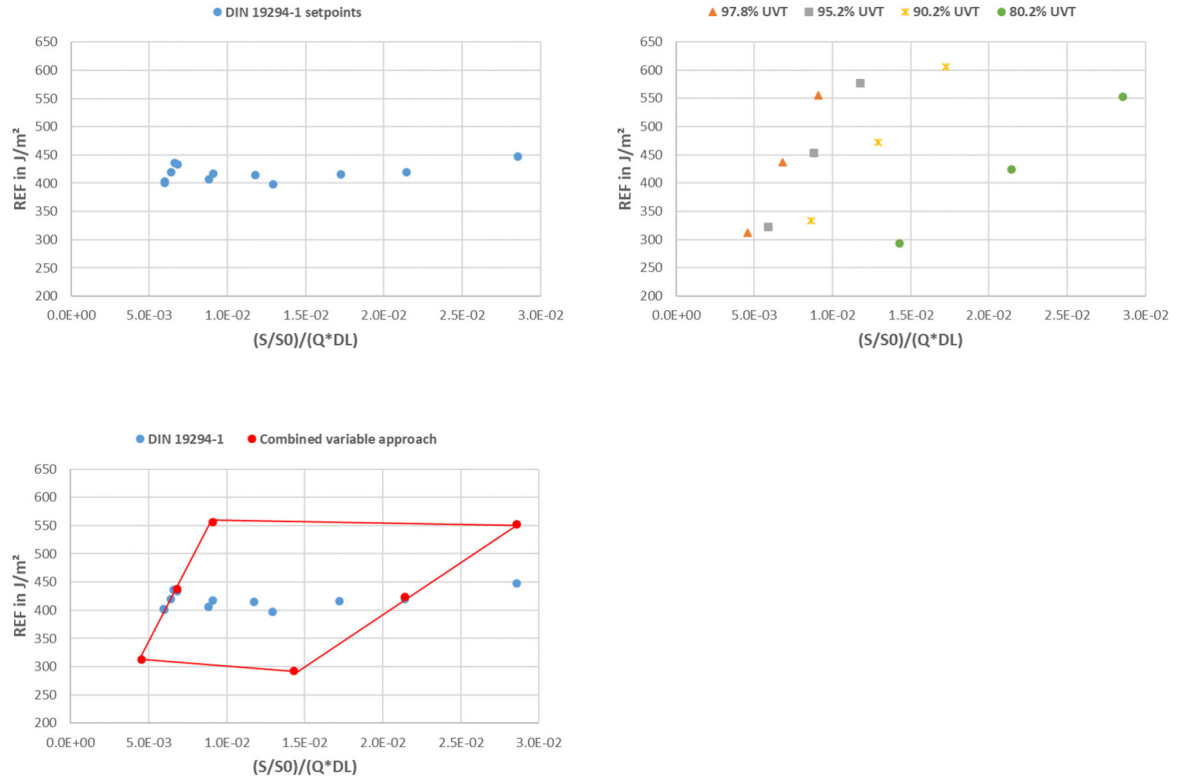 DIN 19294-1 setpoints
650
600
550
500
450
400
350
300
250
200
REF in J/m²
0.0E+00 5.0E-03 1.0E-02 1.5E-02 2.0E-02 2.5E-02 3.0E-02
(S/S0)/(Q*DL)
97.8% UVT 95.2% UVT 90.2% UVT 80.2% UVT
650
600
550
500
450
400
350
300
250
200
REF in J/m²
0.0E+00 5.0E-03 1.0E-02 1.5E-02 2.0E-02 2.5E-02 3.0E-02
(S/S0)/(Q*DL)
DIN 19294-1 Combined variable approach
650
600
550
500
450
400
350
300
250
200
REF in J/m²
0.0E+00 5.0E-03 1.0E-02 1.5E-02 2.0E-02 2.5E-02 3.0E-02
(S/S0)/(Q*DL)